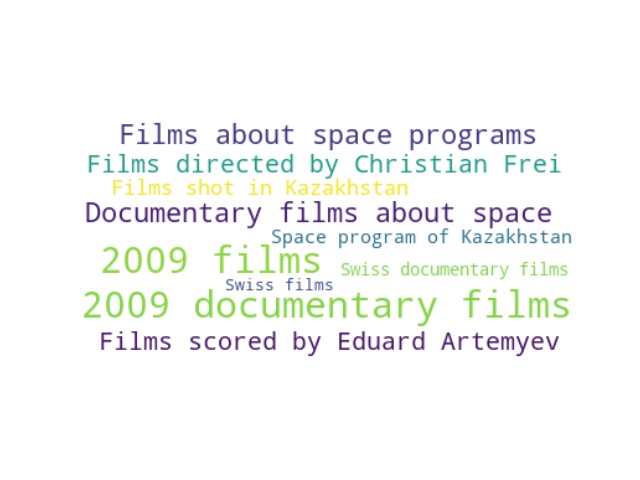 Films about space programs
Films directed by Christian Frei
Films shot in Kazakhstan
Documentary films about space
Space program of Kazakhstan
2009 films
Swiss documentary films
Swiss films
2009 documentary films
Films scored by Eduard Artemyev